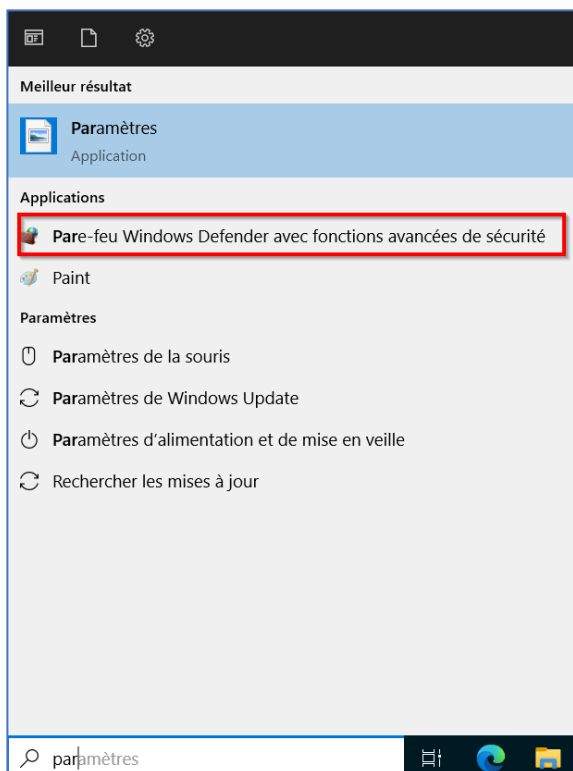 Meilleur résultat
Paramètres
Application
Applications
Pare-feu Windows Defender avec fonctions avancées de sécurité
Paint
Paramètres
Paramètres de la souris
Paramètres de Windows Update
Paramètres d'alimentation et de mise en veille
Rechercher les mises à jour
paramètres